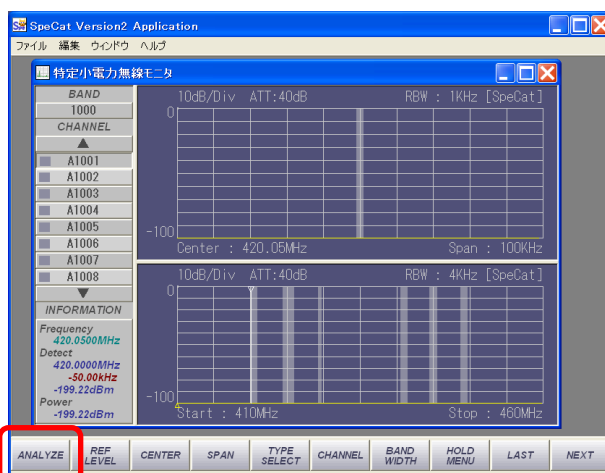 SpeCat Version2 Application
ファイル 編集 ウィンドウ ヘルプ
特定小電力無線モニタ
BAND
1000
CHANNEL
A1001
A1002
A1003
A1004
A1005
A1006
A1007
A1008
INFORMATION
Frequency
420.0500MHz
Detect
420.0000MHz
-50.00kHz
-199.22dBm
Power
-199.22dBm
10dB/Div ATT:40dB RBW : 1KHz [SpeCat]
0
-100
Center : 420.05MHz Span : 100KHz
10dB/Div ATT:40dB RBW : 4KHz [SpeCat]
0
-100
Start : 410MHz Stop : 460MHz
ANALYZE
REF LEVEL
CENTER
SPAN
TYPE SELECT
CHANNEL
BAND WIDTH
HOLD MENU
LAST
NEXT